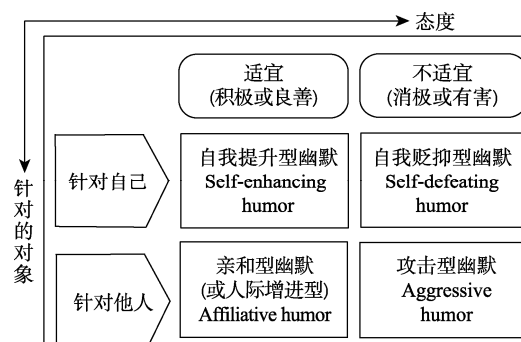 态度
适宜
(积极或良善)
不适宜
(消极或有害)
针对的对象
针对自己
自我提升型幽默
Self-enhancing
humor
自我贬抑型幽默
Self-defeating
humor
针对他人
亲和型幽默
(或人际增进型)
Affiliative humor
攻击型幽默
Aggressive
humor